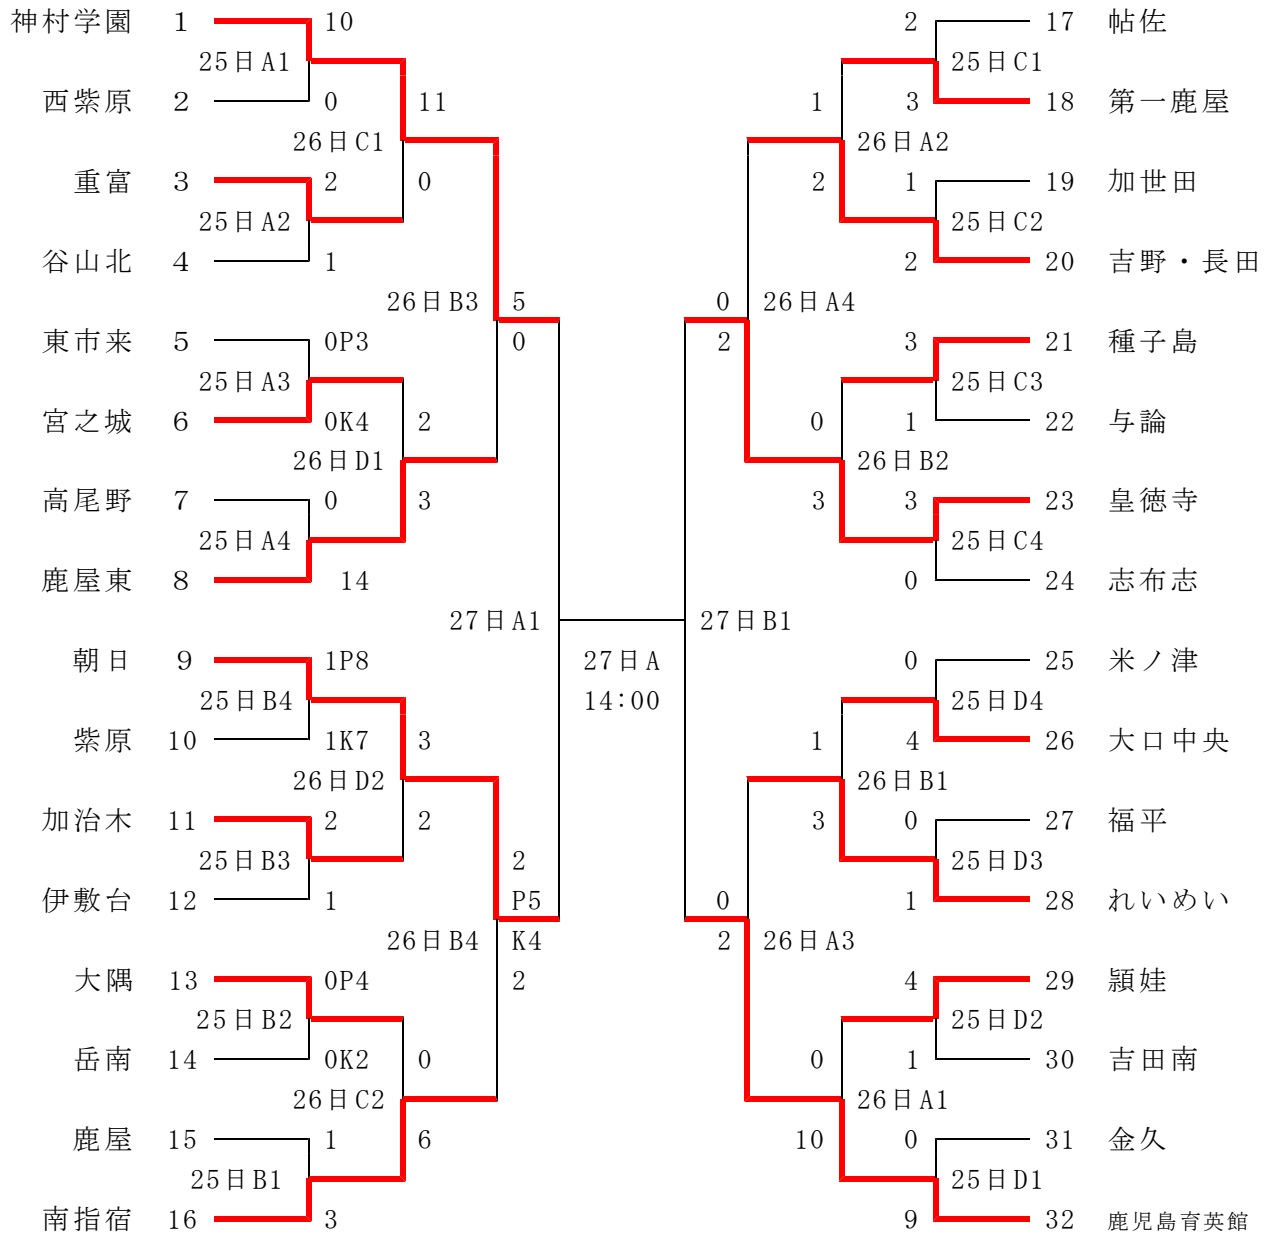 神村学園 1 10 2 17 帖佐
25日A1 25日C1
西紫原 2 0 11 1 3 18 第一鹿屋
26日C1 26日A2
重富 3 2 0 2 1 19 加世田
25日A2 25日C2
谷山北 4 1 2 20 吉野・長田
26日B3 5 0 26日A4
東市来 5 0P3 0 2 3 21 種子島
25日A3 25日C3
宮之城 6 0K4 2 0 1 22 与論
26日D1 26日B2
高尾野 7 0 3 3 3 23 皇徳寺
25日A4 25日C4
鹿屋東 8 14 0 24 志布志
27日A1 27日B1
朝日 9 1P8 27日A 0 25 米ノ津
25日B4 14:00 25日D4
紫原 10 1K7 3 1 4 26 大口中央
26日D2 26日B1
加治木 11 2 2 3 0 27 福平
25日B3 2 25日D3
伊敷台 12 1 P5 0 1 28 れいめい
26日B4 K4 2 26日A3
大隅 13 0P4 2 4 29 頴娃
25日B2 25日D2
岳南 14 0K2 0 0 1 30 吉田南
26日C2 26日A1
鹿屋 15 1 6 10 0 31 金久
25日B1 25日D1
南指宿 16 3 9 32 鹿児島育英館